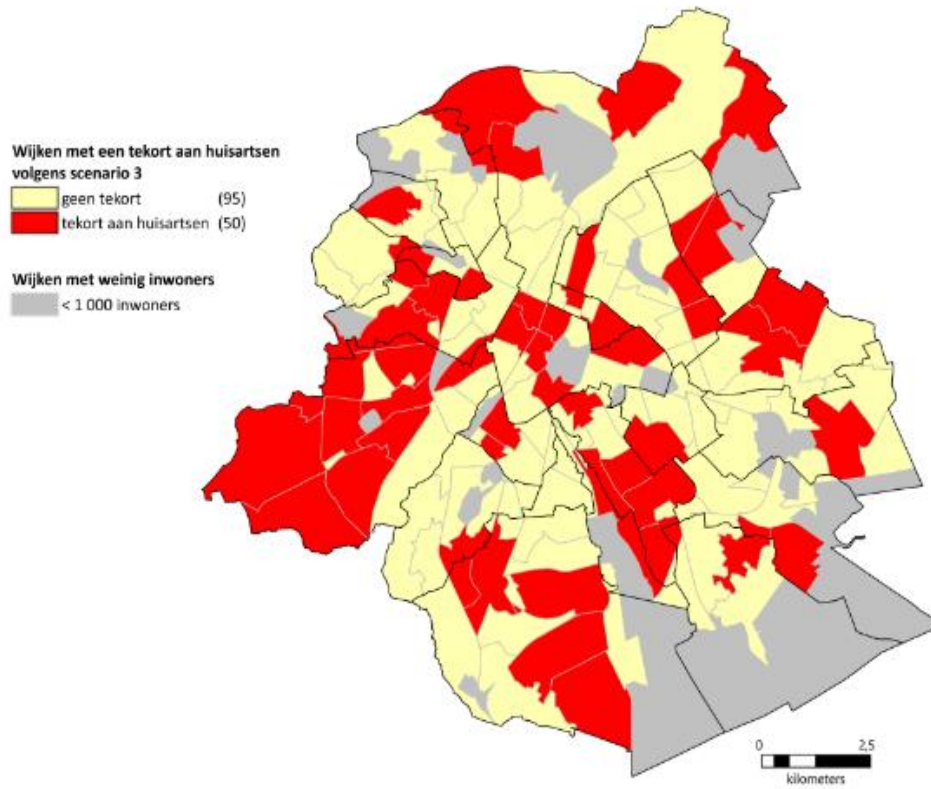 Wijken met een tekort aan huisartsen
volgens scenario 3
geen tekort (95)
tekort aan huisartsen (50)
Wijken met weinig inwoners
< 1 000 inwoners
0 2,5
kilometers